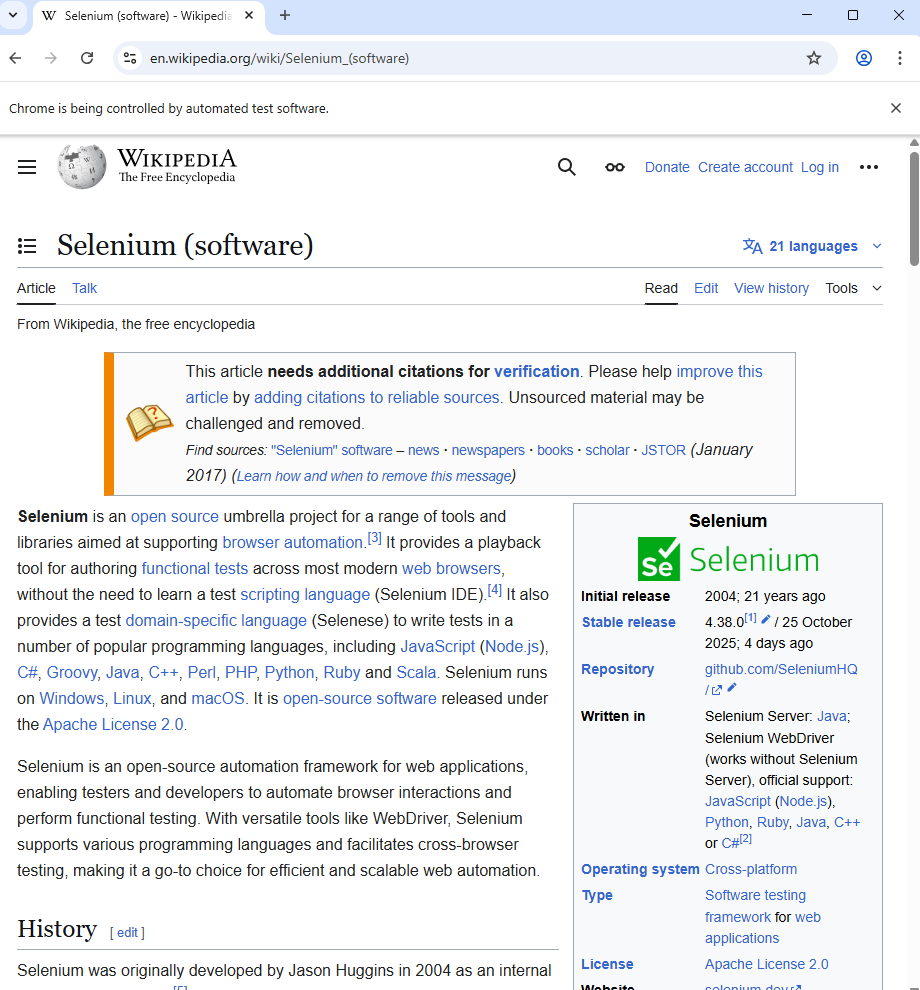 Selenium (software) - Wikipedia
en.wikipedia.org/wiki/Selenium_(software)
Chrome is being controlled by automated test software.
WIKIPEDIA
The Free Encyclopedia
Donate Create account Log in
Selenium (software)
21 languages
Article Talk
Read Edit View history Tools
From Wikipedia, the free encyclopedia
This article needs additional citations for verification. Please help improve this
article by adding citations to reliable sources. Unsourced material may be
challenged and removed.
Find sources: "Selenium" software – news · newspapers · books · scholar · JSTOR (January
2017) (Learn how and when to remove this message)
Selenium is an open source umbrella project for a range of tools and
libraries aimed at supporting browser automation.[3] It provides a playback
tool for authoring functional tests across most modern web browsers,
without the need to learn a test scripting language (Selenium IDE).[4] It also
provides a test domain-specific language (Selenese) to write tests in a
number of popular programming languages, including JavaScript (Node.js),
C#, Groovy, Java, C++, Perl, PHP, Python, Ruby and Scala. Selenium runs
on Windows, Linux, and macOS. It is open-source software released under
the Apache License 2.0.
Selenium is an open-source automation framework for web applications,
enabling testers and developers to automate browser interactions and
perform functional testing. With versatile tools like WebDriver, Selenium
supports various programming languages and facilitates cross-browser
testing, making it a go-to choice for efficient and scalable web automation.
History [ edit ]
Selenium was originally developed by Jason Huggins in 2004 as an internal
[5]
Selenium
Se Selenium
Initial release 2004; 21 years ago
Stable release 4.38.0[1] / 25 October
2025; 4 days ago
Repository github.com/SeleniumHQ
/
Written in Selenium Server: Java;
Selenium WebDriver
(works without Selenium
Server), official support:
JavaScript (Node.js),
Python, Ruby, Java, C++
or C#[2]
Operating system Cross-platform
Type Software testing
framework for web
applications
License Apache License 2.0
Website selenium.dev